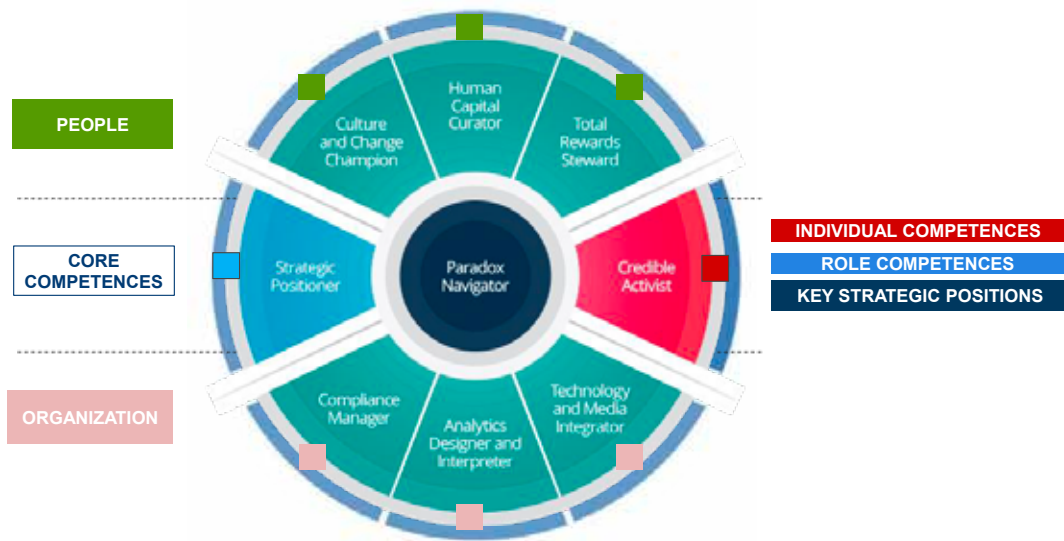 Human
Capital
Curator
Culture
and Change
Champion
Total
Rewards
Steward
PEOPLE
CORE
COMPETENCES
Strategic
Positioner
Paradox
Navigator
Credible
Activist
INDIVIDUAL COMPETENCES
ROLE COMPETENCES
KEY STRATEGIC POSITIONS
ORGANIZATION
Compliance
Manager
Analytics
Designer and
Interpreter
Technology
and Media
Integrator